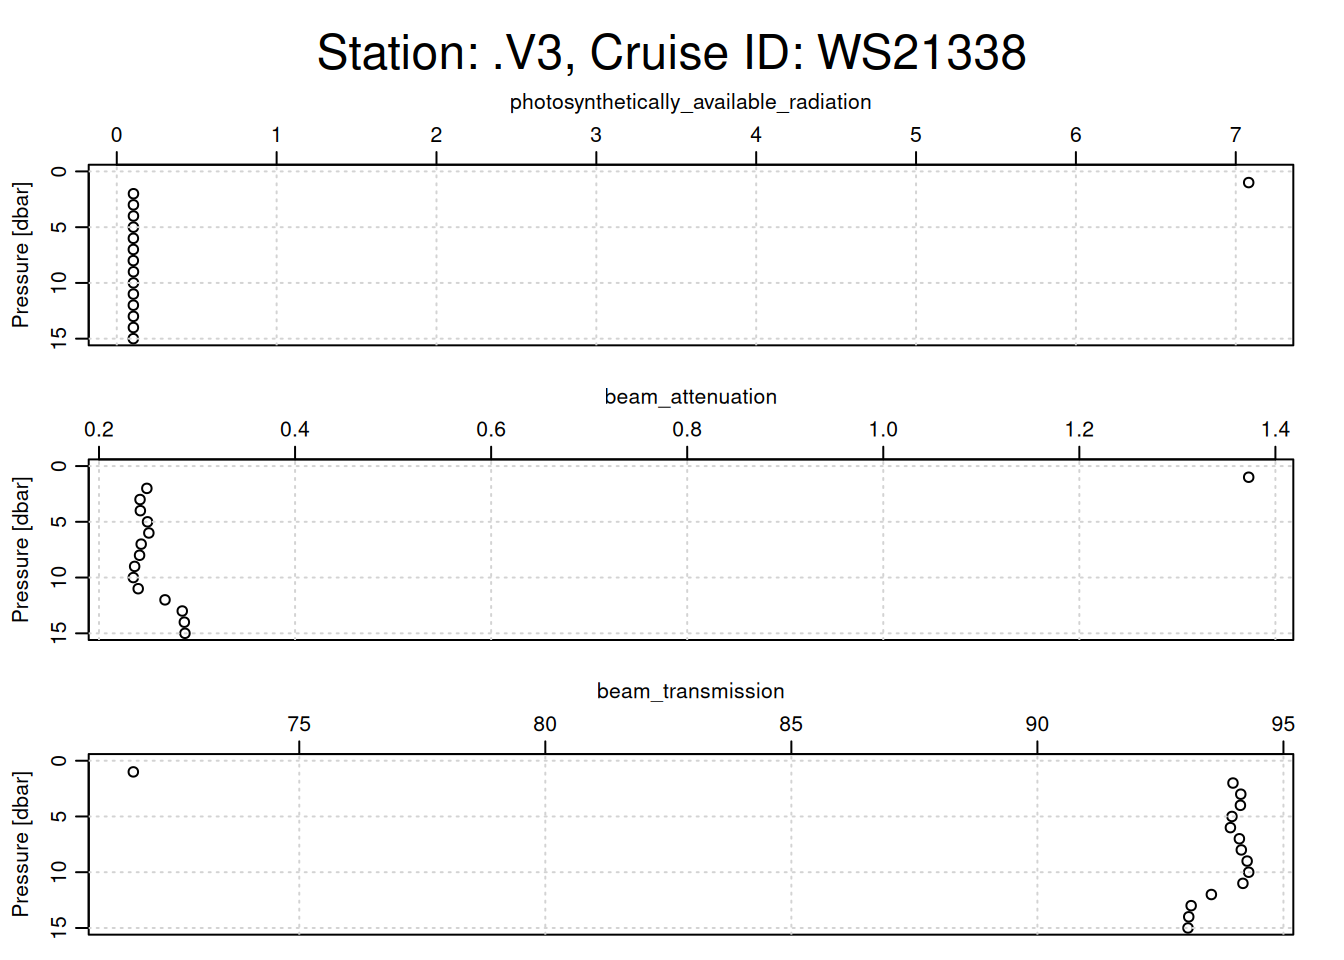 Station: .V3, Cruise ID: WS21338
photosynthetically_available_radiation
0 1 2 3 4 5 6 7
Pressure [dbar]
0
5
10
15
beam_attenuation
0.2 0.4 0.6 0.8 1.0 1.2 1.4
Pressure [dbar]
0
5
10
15
beam_transmission
75 80 85 90 95
Pressure [dbar]
0
5
10
15